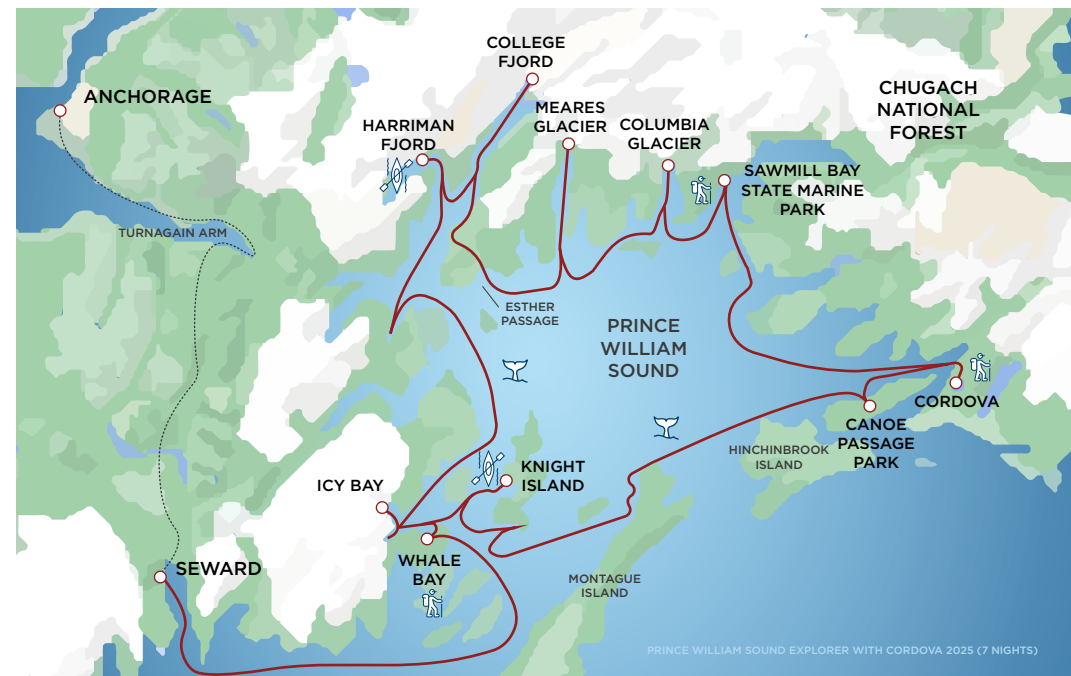 COLLEGE
FJORD
ANCHORAGE
MEARES
GLACIER
CHUGACH
NATIONAL
FOREST
HARRIMAN
FJORD
COLUMBIA
GLACIER
SAWMILL BAY
STATE MARINE
PARK
TURNAGAIN ARM
ESTHER
PASSAGE
PRINCE
WILLIAM
SOUND
CORDOVA
CANOE
PASSAGE
PARK
HINCHINBROOK
ISLAND
KNIGHT
ISLAND
ICY BAY
WHALE
BAY
SEWARD
MONTAGUE
ISLAND
PRINCE WILLIAM SOUND EXPLORER WITH CORDOVA 2025 (7 NIGHTS)